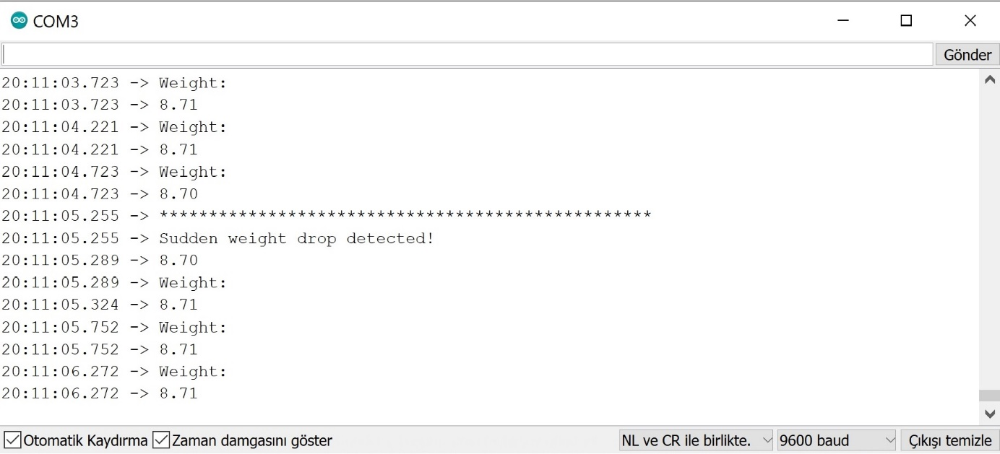 COM3
Gönder
20:11:03.723 -> Weight:
20:11:03.723 -> 8.71
20:11:04.221 -> Weight:
20:11:04.221 -> 8.71
20:11:04.723 -> Weight:
20:11:04.723 -> 8.70
20:11:05.255 -> **************************************************
20:11:05.255 -> Sudden weight drop detected!
20:11:05.289 -> 8.70
20:11:05.289 -> Weight:
20:11:05.324 -> 8.71
20:11:05.752 -> Weight:
20:11:05.752 -> 8.71
20:11:06.272 -> Weight:
20:11:06.272 -> 8.71
Otomatik Kaydırma Zaman damgasını göster NL ve CR ile birlikte. 9600 baud Çıkışı temizle